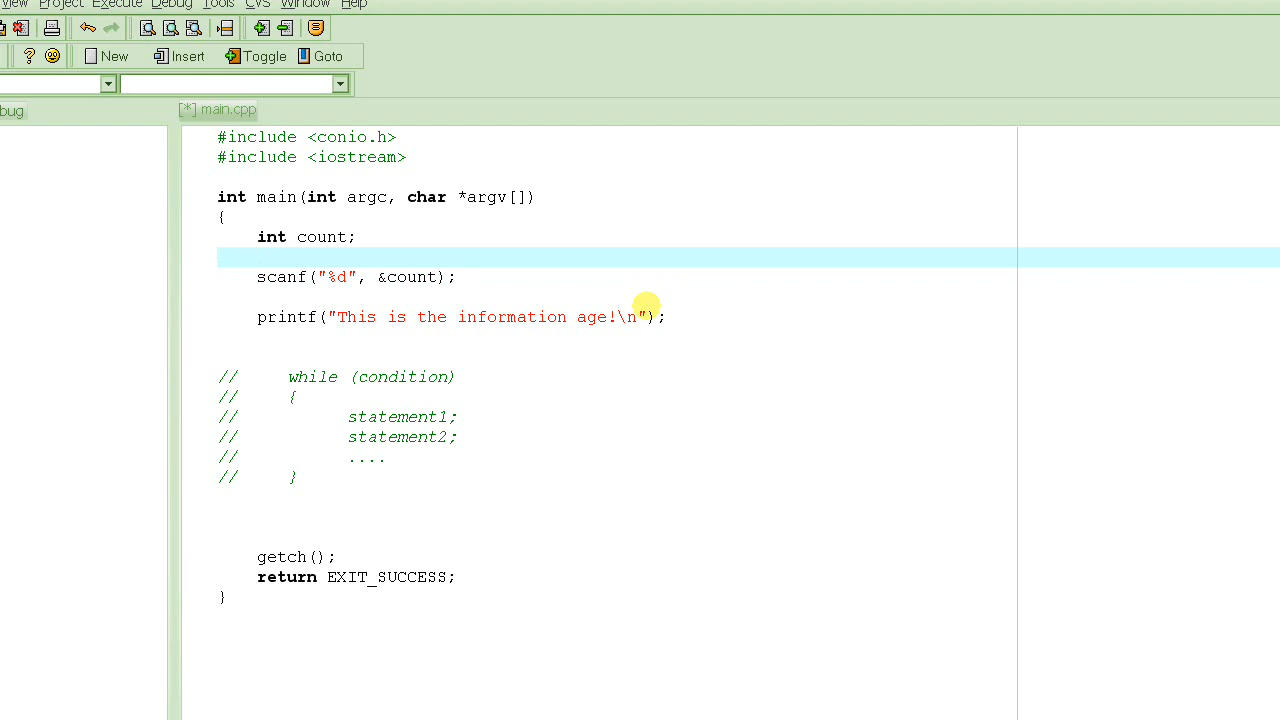 View Project Execute Debug Tools CVS Window Help
New Insert Toggle Goto
bug [*] main.cpp
#include <conio.h>
#include <iostream>
int main(int argc, char *argv[])
{
int count;
scanf("%d", &count);
printf("This is the information age!\n");
// while (condition)
// {
// statement1;
// statement2;
// ....
// }
getch();
return EXIT_SUCCESS;
}